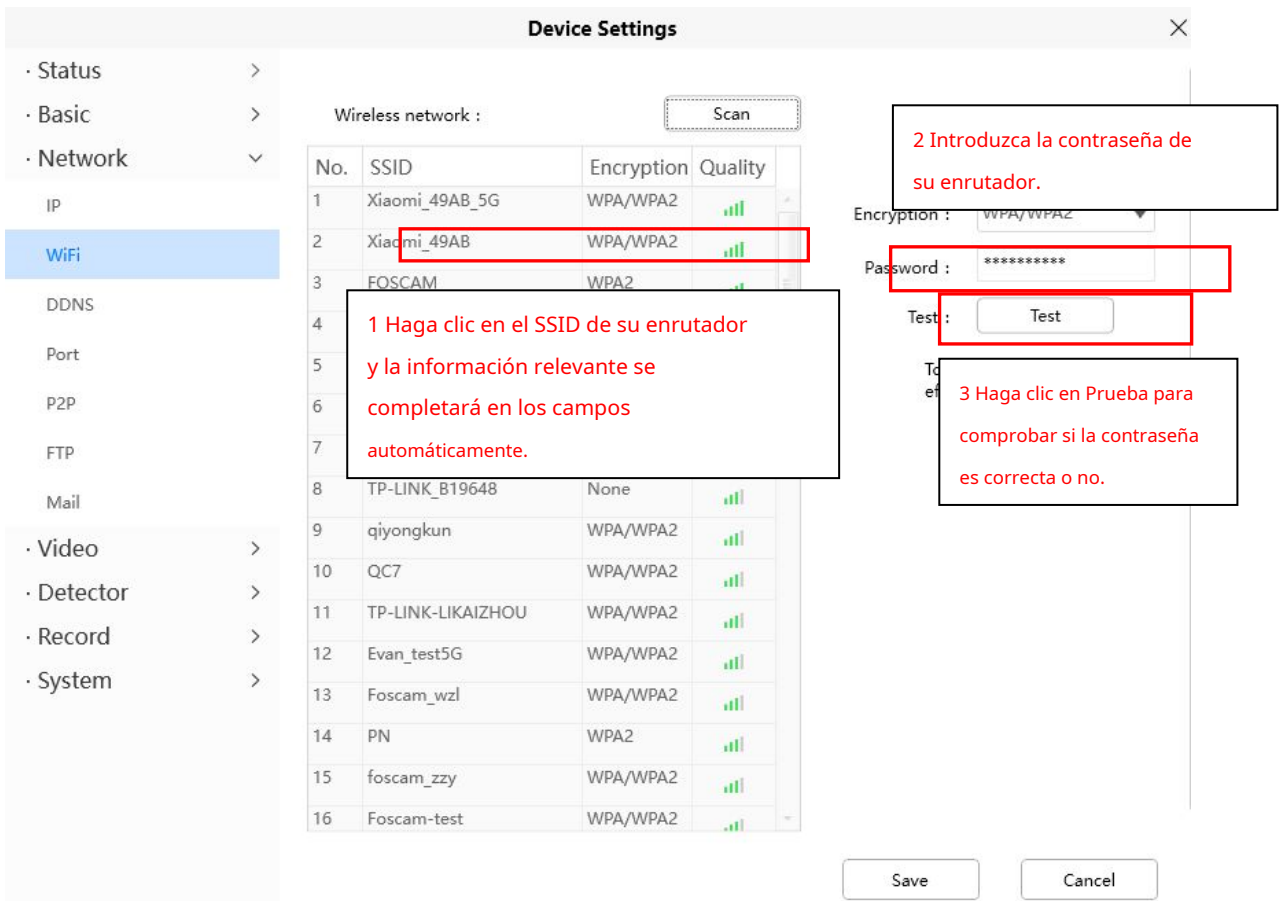 Device Settings
· Status
· Basic
· Network
IP
WiFi
DDNS
Port
P2P
FTP
Mail
· Video
· Detector
· Record
· System
Wireless network :
Scan
No. SSID Encryption Quality
1 Xiaomi_49AB_5G WPA/WPA2
2 Xiaomi_49AB WPA/WPA2
3 FOSCAM WPA2
4
5
6
7
8 TP-LINK_B19648 None
9 qiyongkun WPA/WPA2
10 QC7 WPA/WPA2
11 TP-LINK-LIKAIZHOU WPA/WPA2
12 Evan_test5G WPA/WPA2
13 Foscam_wzl WPA/WPA2
14 PN WPA2
15 foscam_zzy WPA/WPA2
16 Foscam-test WPA/WPA2
1 Haga clic en el SSID de su enrutador
y la información relevante se
completará en los campos
automáticamente.
2 Introduzca la contraseña de
su enrutador.
Encryption : WPA/WPA2
Password : **********
Test : Test
3 Haga clic en Prueba para
comprobar si la contraseña
es correcta o no.
Save
Cancel